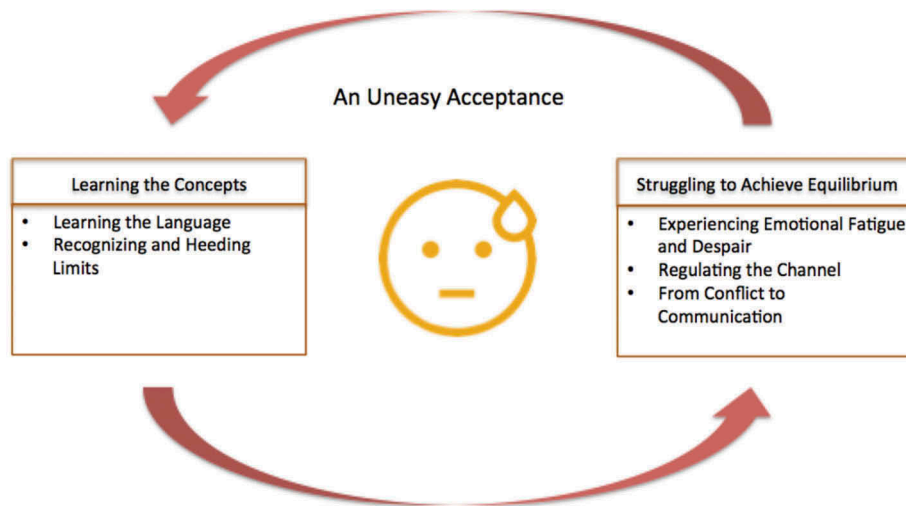 An Uneasy Acceptance
Learning the Concepts
• Learning the Language
• Recognizing and Heeding
Limits
Struggling to Achieve Equilibrium
• Experiencing Emotional Fatigue
and Despair
• Regulating the Channel
• From Conflict to
Communication